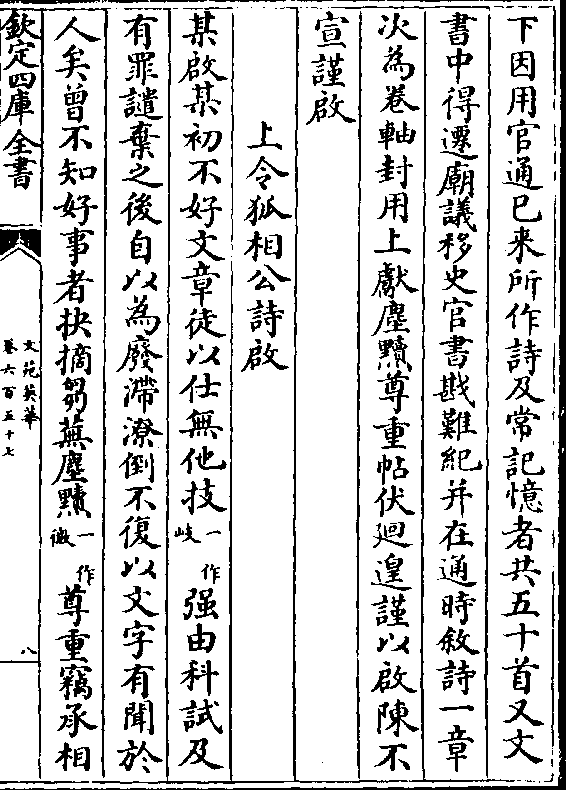 下因用官通已来所作詩及常記憶者共五十首又文
書中得遷廟議移史官書戡難紀并在通時敘詩一章
次為卷軸封用上獻塵黷尊重帖伏廻遑謹以啟陳不
宣謹啟
上令狐相公詩啟
某啟某初不好文章徒以仕無他技一作岐强由科試及
有罪譴棄之後自以為廢滯潦倒不復以文字有聞於
人矣曾不知好事者抉摘芻蕪塵黷一作瀆尊重竊承相
欽定四庫全書
文苑英華
卷六百五十七
八